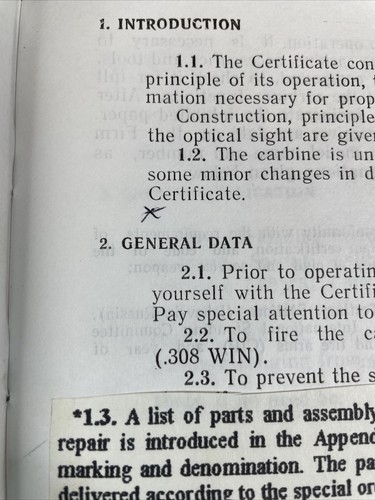 1. INTRODUCTION
1.1. The Certificate con
principle of its operation,
mation necessary for prop
Construction, principle
the optical sight are give
1.2. The carbine is un
some minor changes in d
Certificate.
2. GENERAL DATA
2.1. Prior to operatin
yourself with the Certifi
Pay special attention to
2.2. To fire the ca
(.308 WIN).
2.3. To prevent the s
*1.3. A list of parts and assembly
repair is introduced in the Append
marking and denomination. The pa
delivered according to the special or